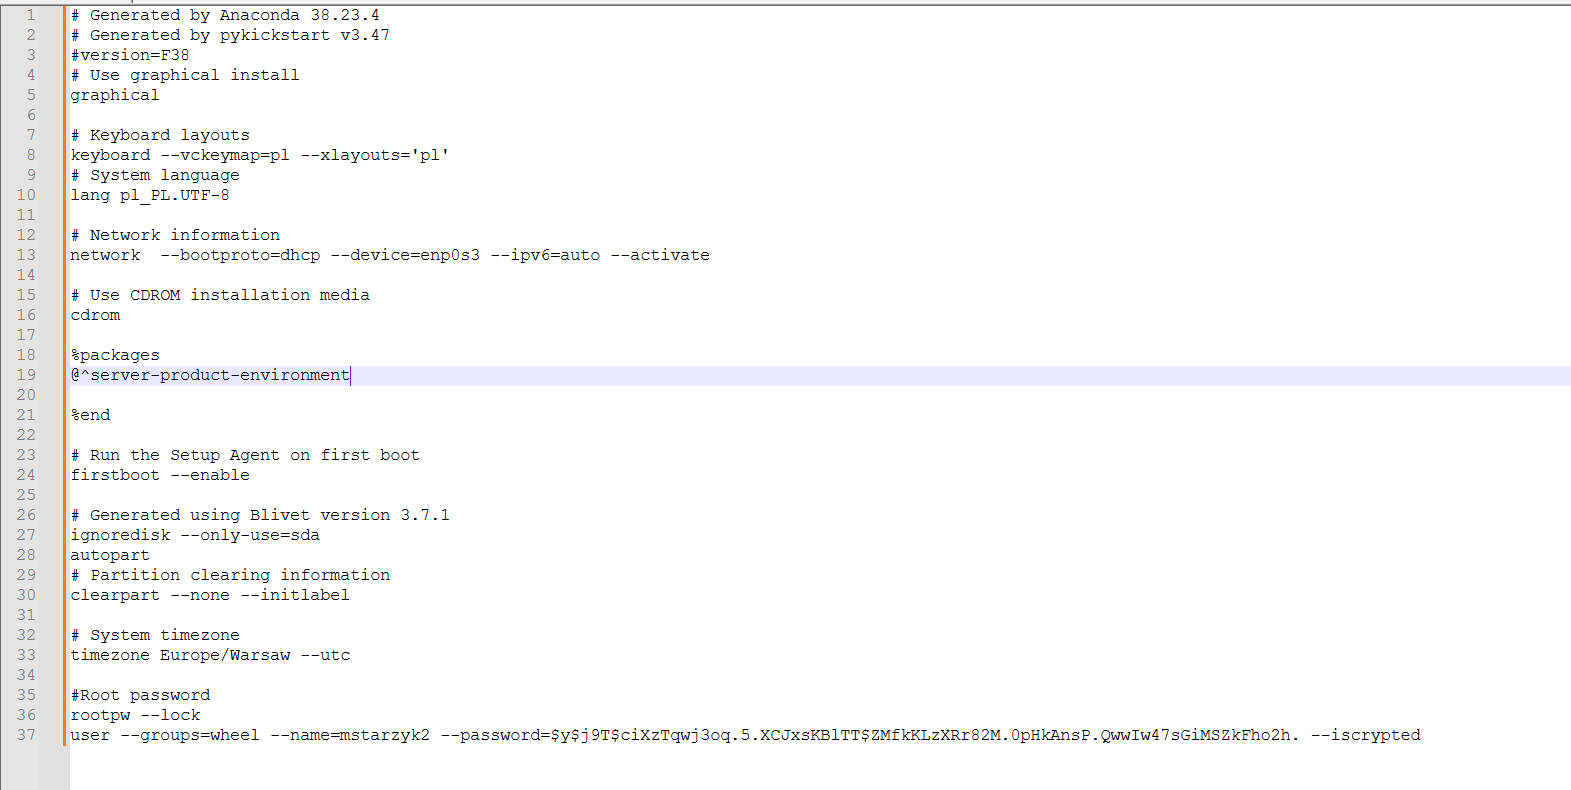 1 # Generated by Anaconda 38.23.4
2 # Generated by pykickstart v3.47
3 #version=F38
4 # Use graphical install
5 graphical
6
7 # Keyboard layouts
8 keyboard --vckeymap=pl --xlayouts='pl'
9 # System language
10 lang pl_PL.UTF-8
11
12 # Network information
13 network  --bootproto=dhcp --device=enp0s3 --ipv6=auto --activate
14
15 # Use CDROM installation media
16 cdrom
17
18 %packages
19 @^server-product-environment
20
21 %end
22
23 # Run the Setup Agent on first boot
24 firstboot --enable
25
26 # Generated using Blivet version 3.7.1
27 ignoredisk --only-use=sda
28 autopart
29 # Partition clearing information
30 clearpart --none --initlabel
31
32 # System timezone
33 timezone Europe/Warsaw --utc
34
35 #Root password
36 rootpw --lock
37 user --groups=wheel --name=mstarzyk2 --password=$y$j9T$ciXzTqwj3oq.5.XCJxsKBlTT$ZMfkKLzXRr82M.0pHkAnsP.QwwIw47sGiMSZkFho2h. --iscrypted